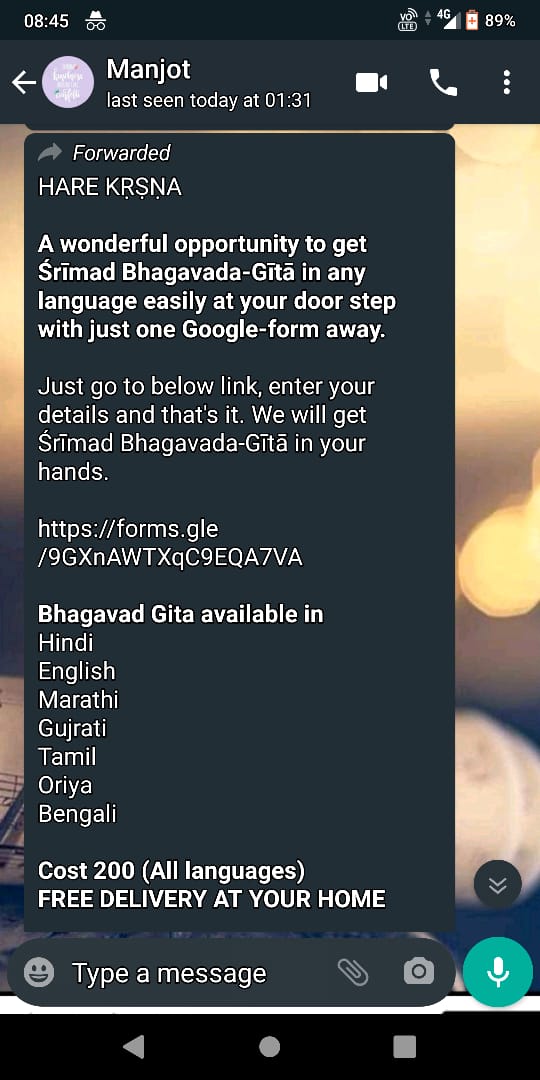 08:45
VO LTE 4G 89%
Manjot
last seen today at 01:31
Forwarded
HARE KṚṢṆA
A wonderful opportunity to get
Śrīmad Bhagavada-Gītā in any
language easily at your door step
with just one Google-form away.
Just go to below link, enter your
details and that's it. We will get
Śrīmad Bhagavada-Gītā in your
hands.
https://forms.gle
/9GXnAWTXqC9EQA7VA
Bhagavad Gita available in
Hindi
English
Marathi
Gujrati
Tamil
Oriya
Bengali
Cost 200 (All languages)
FREE DELIVERY AT YOUR HOME
Type a message